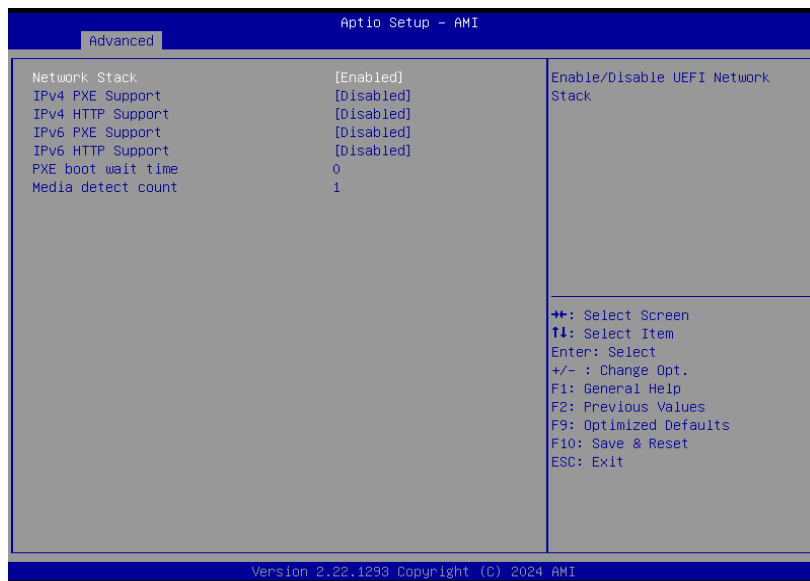 Aptio Setup – AMI
Advanced
Network Stack [Enabled]
IPv4 PXE Support [Disabled]
IPv4 HTTP Support [Disabled]
IPv6 PXE Support [Disabled]
IPv6 HTTP Support [Disabled]
PXE boot wait time 0
Media detect count 1
Enable/Disable UEFI Network
Stack
→←: Select Screen
↑↓: Select Item
Enter: Select
+/- : Change Opt.
F1: General Help
F2: Previous Values
F9: Optimized Defaults
F10: Save & Reset
ESC: Exit
Version 2.22.1293 Copyright (C) 2024 AMI